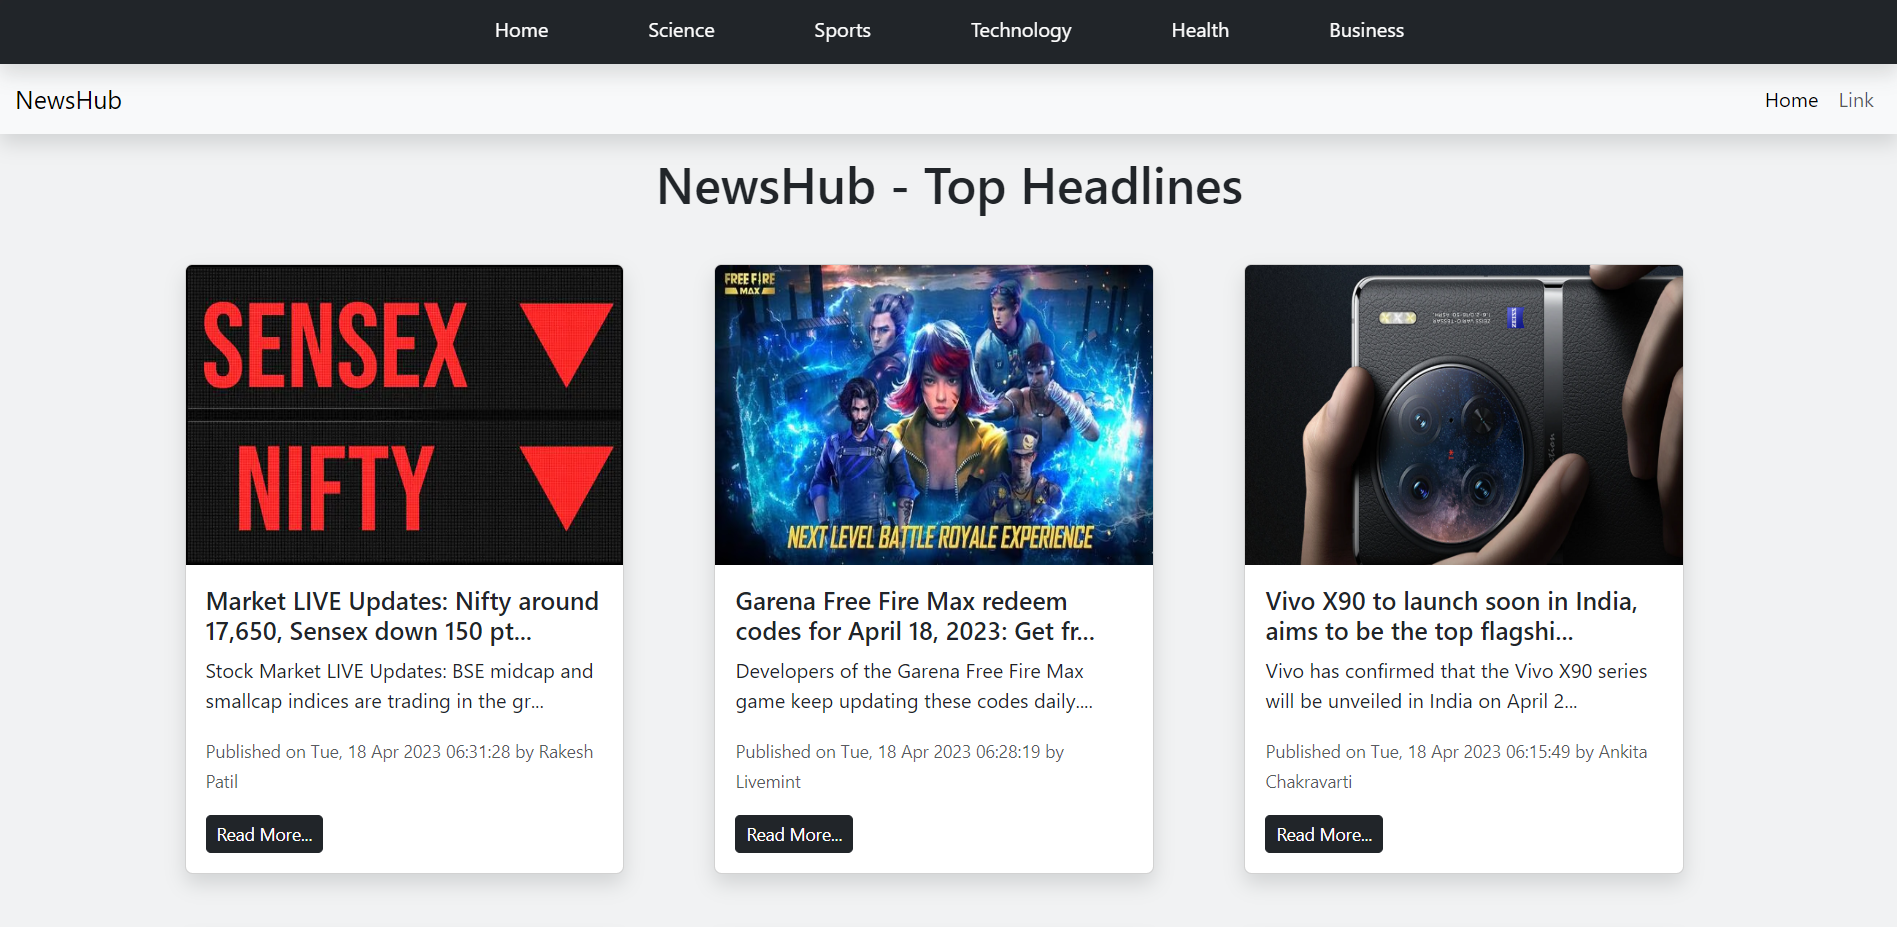 Home Science Sports Technology Health Business
NewsHub
Home Link
NewsHub - Top Headlines
SENSEX
NIFTY
FREE FIRE
MAX
NEXT LEVEL BATTLE ROYALE EXPERIENCE
ZEISS
Market LIVE Updates: Nifty around
17,650, Sensex down 150 pt...
Stock Market LIVE Updates: BSE midcap and
smallcap indices are trading in the gr...
Published on Tue, 18 Apr 2023 06:31:28 by Rakesh
Patil
Read More...
Garena Free Fire Max redeem
codes for April 18, 2023: Get fr...
Developers of the Garena Free Fire Max
game keep updating these codes daily....
Published on Tue, 18 Apr 2023 06:28:19 by
Livemint
Read More...
Vivo X90 to launch soon in India,
aims to be the top flagshi...
Vivo has confirmed that the Vivo X90 series
will be unveiled in India on April 2...
Published on Tue, 18 Apr 2023 06:15:49 by Ankita
Chakravarti
Read More...